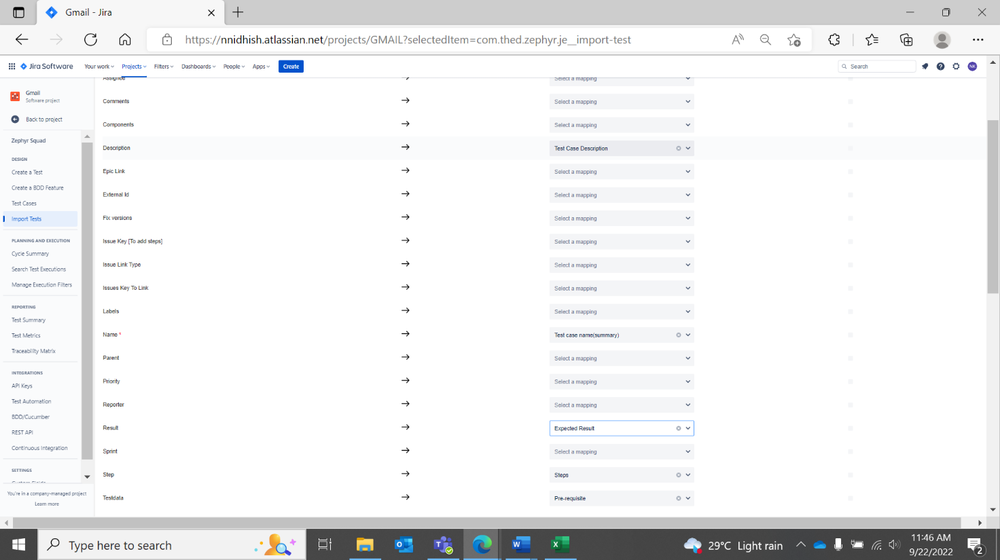 Gmail - Jira
https://nnidhish.atlassian.net/projects/GMAIL?selectedItem=com.thed.zephyr.je__import-test
Jira Software Your work Projects Filters Dashboards People Apps Create Search NK
Gmail
Software project
Back to project
Zephyr Squad
DESIGN
Create a Test
Create a BDD Feature
Test Cases
Import Tests
PLANNING AND EXECUTION
Cycle Summary
Search Test Executions
Manage Execution Filters
REPORTING
Test Summary
Test Metrics
Traceability Matrix
INTEGRATIONS
API Keys
Test Automation
BDD/Cucumber
REST API
Continuous Integration
SETTINGS
Custom Fields
You're in a company-managed project
Learn more
Assignee Select a mapping
Comments Select a mapping
Components Select a mapping
Description Test Case Description
Epic Link Select a mapping
External Id Select a mapping
Fix versions Select a mapping
Issue Key [To add steps] Select a mapping
Issue Link Type Select a mapping
Issues Key To Link Select a mapping
Labels Select a mapping
Name * Test case name(summary)
Parent Select a mapping
Priority Select a mapping
Reporter Select a mapping
Result Expected Result
Sprint Select a mapping
Step Steps
Testdata Pre-requisite
Type here to search
29°C Light rain
11:46 AM
9/22/2022
2